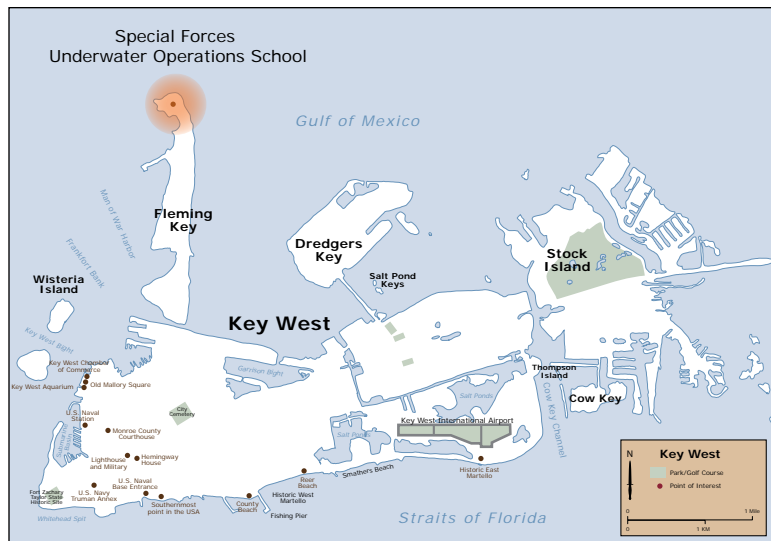 Special Forces
Underwater Operations School
Gulf of Mexico
Man of War Harbor
Fleming
Key
Frankfort Bank
Dredgers
Key
Stock
Island
Salt Pond
Keys
Wisteria
Island
Key West
Key West Bight
Garrison Bight
Key West Chamber
of Commerce
Old Mallory Square
Key West Aquarium
Thompson
Island
Cow Key
Cow Key Channel
Salt Ponds
City
Cemetery
U.S. Naval
Station
Key West International Airport
Monroe County
Courthouse
Salt Ponds
Submarine
Basin
Lighthouse
and Military
Hemingway
House
Smathers Beach
Historic East
Martello
U.S. Naval
Base Entrance
Reer
Beach
U.S. Navy
Truman Annex
Fort Zachary
Taylor State
Historic Site
Historic West
Martello
Southernmost
point in the USA
County
Beach
Fishing Pier
Whitehead Spit
Straits of Florida
Key West
N
Park/Golf Course
Point of Interest
0
1 Mile
0
1 KM